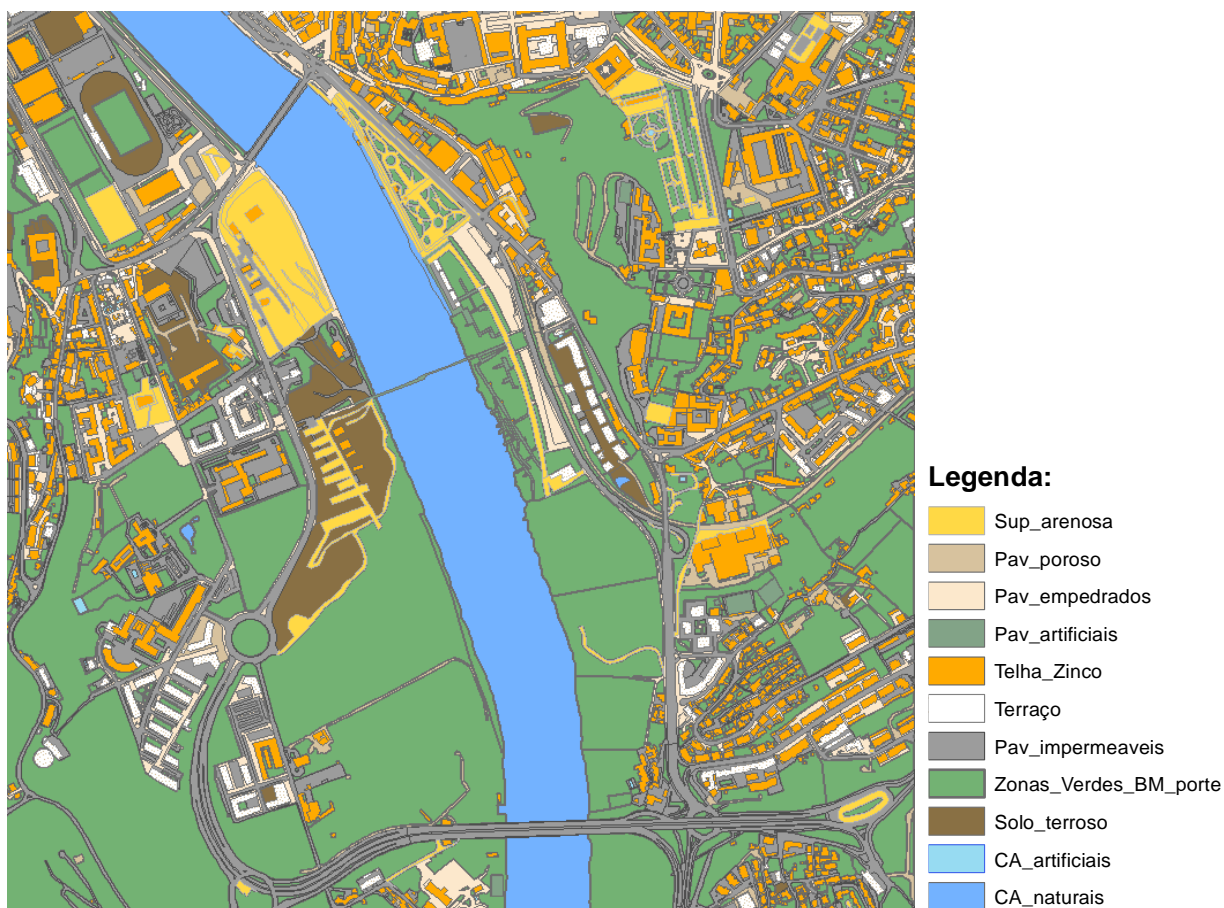 Legenda:
Sup_arenosa
Pav_poroso
Pav_empedrados
Pav_artificiais
Telha_Zinco
Terraço
Pav_impermeaveis
Zonas_Verdes_BM_porte
Solo_terroso
CA_artificiais
CA_naturais